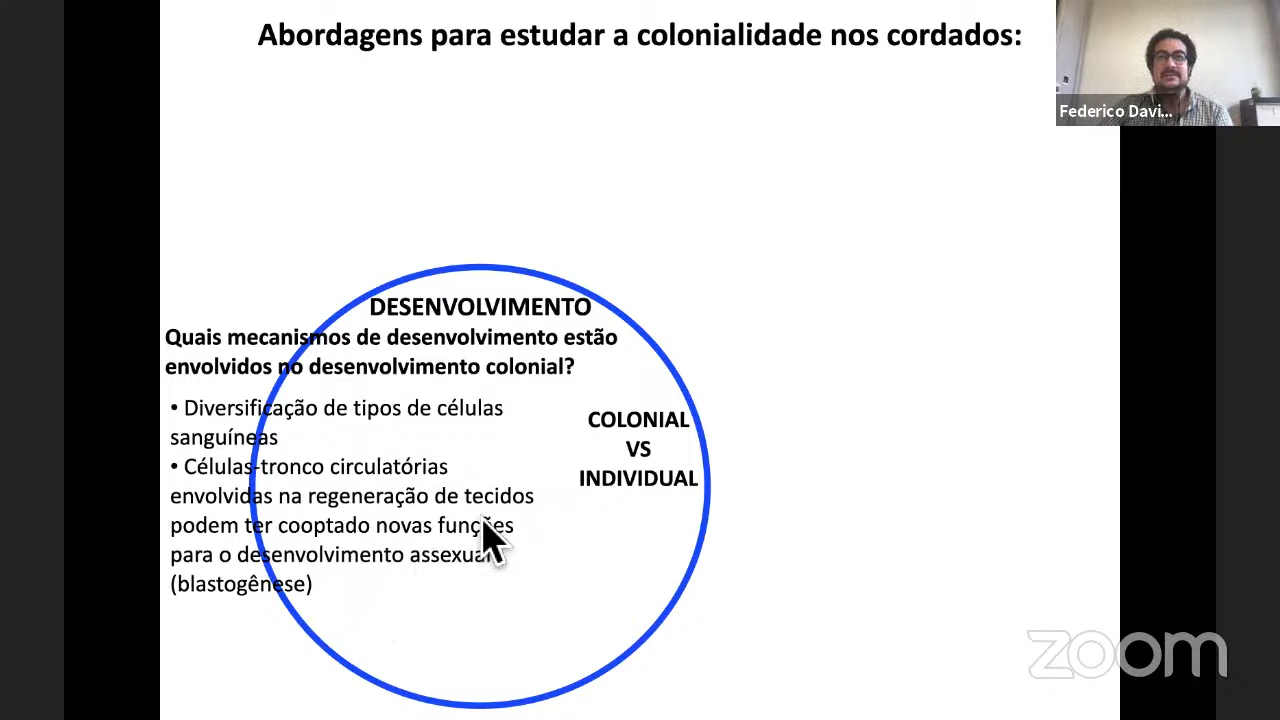 Abordagens para estudar a colonialidade nos cordados:
Federico Davi...
DESENVOLVIMENTO
Quais mecanismos de desenvolvimento estão
envolvidos no desenvolvimento colonial?
• Diversificação de tipos de células
sanguíneas
• Células-tronco circulatórias
envolvidas na regeneração de tecidos
podem ter cooptado novas funções
para o desenvolvimento assexual
(blastogênese)
COLONIAL
VS
INDIVIDUAL
zoom